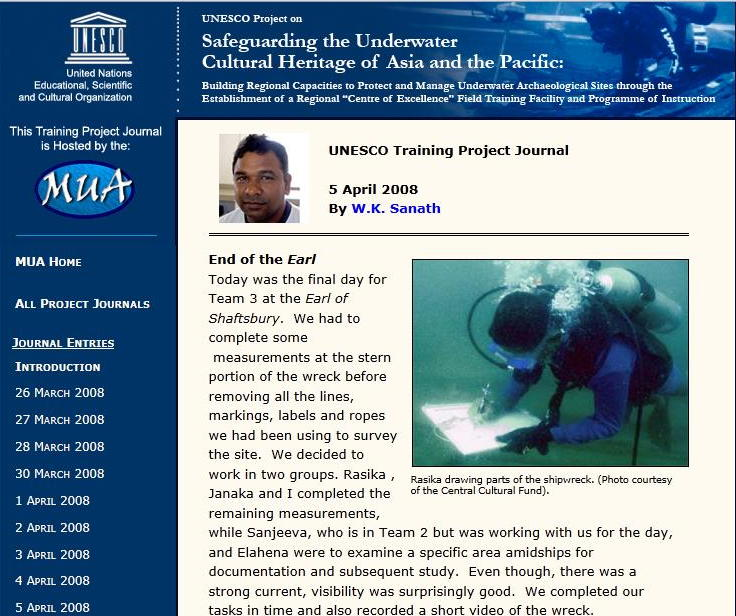 UNESCO
United Nations
Educational, Scientific
and Cultural Organization
UNESCO Project on
Safeguarding the Underwater
Cultural Heritage of Asia and the Pacific:
Building Regional Capacities to Protect and Manage Underwater Archaeological Sites through the
Establishment of a Regional “Centre of Excellence” Field Training Facility and Programme of Instruction
This Training Project Journal
is Hosted by the:
MUA
MUA Home
All Project Journals
Journal Entries
Introduction
26 March 2008
27 March 2008
28 March 2008
30 March 2008
1 April 2008
2 April 2008
3 April 2008
4 April 2008
5 April 2008
UNESCO Training Project Journal
5 April 2008
By W.K. Sanath
End of the Earl
Today was the final day for
Team 3 at the Earl of
Shaftsbury.  We had to
complete some
measurements at the stern
portion of the wreck before
removing all the lines,
markings, labels and ropes
we had been using to survey
the site.  We decided to
work in two groups. Rasika ,
Janaka and I completed the
remaining measurements,
while Sanjeeva, who is in Team 2 but was working with us for the day,
and Elahena were to examine a specific area amidships for
documentation and subsequent study.  Even though, there was a
strong current, visibility was surprisingly good.  We completed our
tasks in time and also recorded a short video of the wreck.
Rasika drawing parts of the shipwreck. (Photo courtesy
of the Central Cultural Fund).